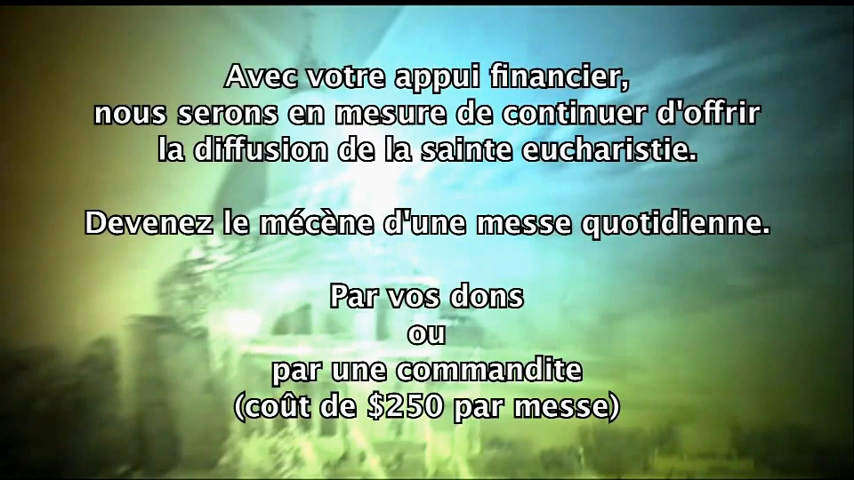 Avec votre appui financier,
nous serons en mesure de continuer d'offrir
la diffusion de la sainte eucharistie.
Devenez le mécène d'une messe quotidienne.
Par vos dons
ou
par une commandite
(coût de $250 par messe)